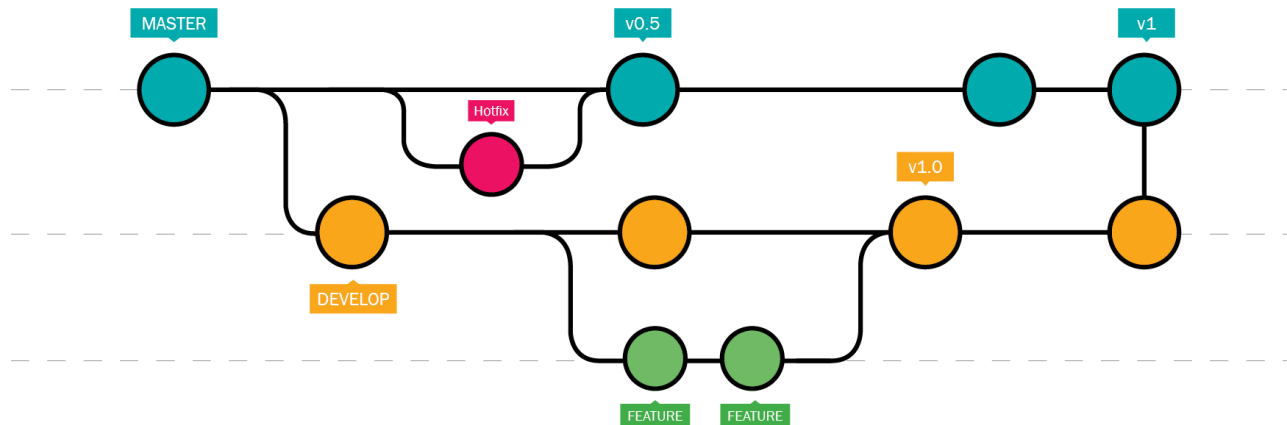 MASTER
v0.5
v1
Hotfix
v1.0
DEVELOP
FEATURE
FEATURE